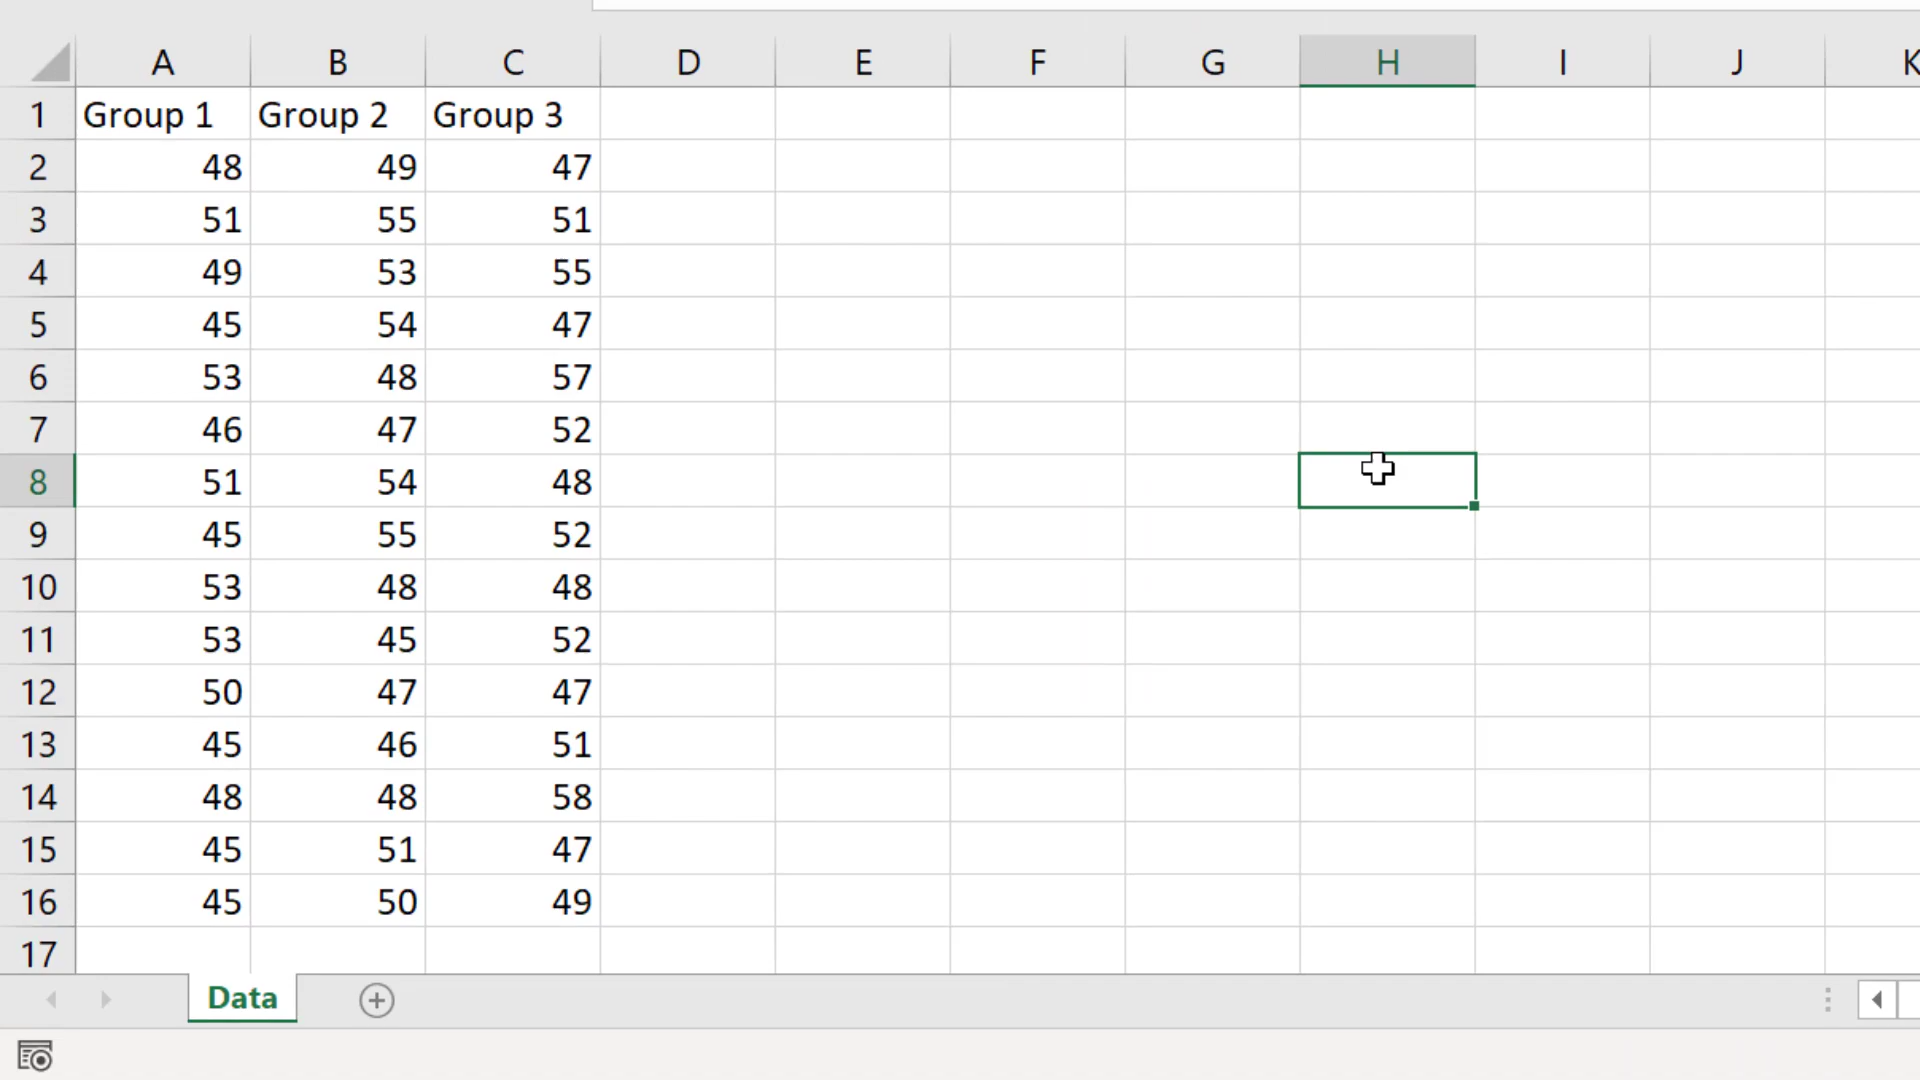 A B C D E F G H I J K
1 Group 1 Group 2 Group 3
2 48 49 47
3 51 55 51
4 49 53 55
5 45 54 47
6 53 48 57
7 46 47 52
8 51 54 48
9 45 55 52
10 53 48 48
11 53 45 52
12 50 47 47
13 45 46 51
14 48 48 58
15 45 51 47
16 45 50 49
17
Data